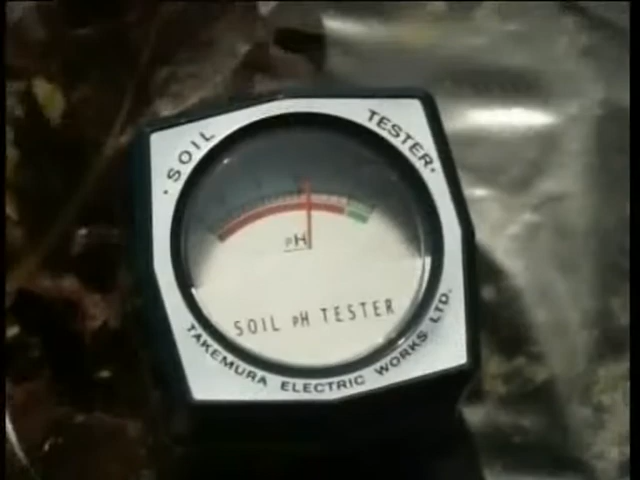 · SOIL TESTER ·
pH
SOIL pH TESTER
TAKEMURA ELECTRIC WORKS LTD.